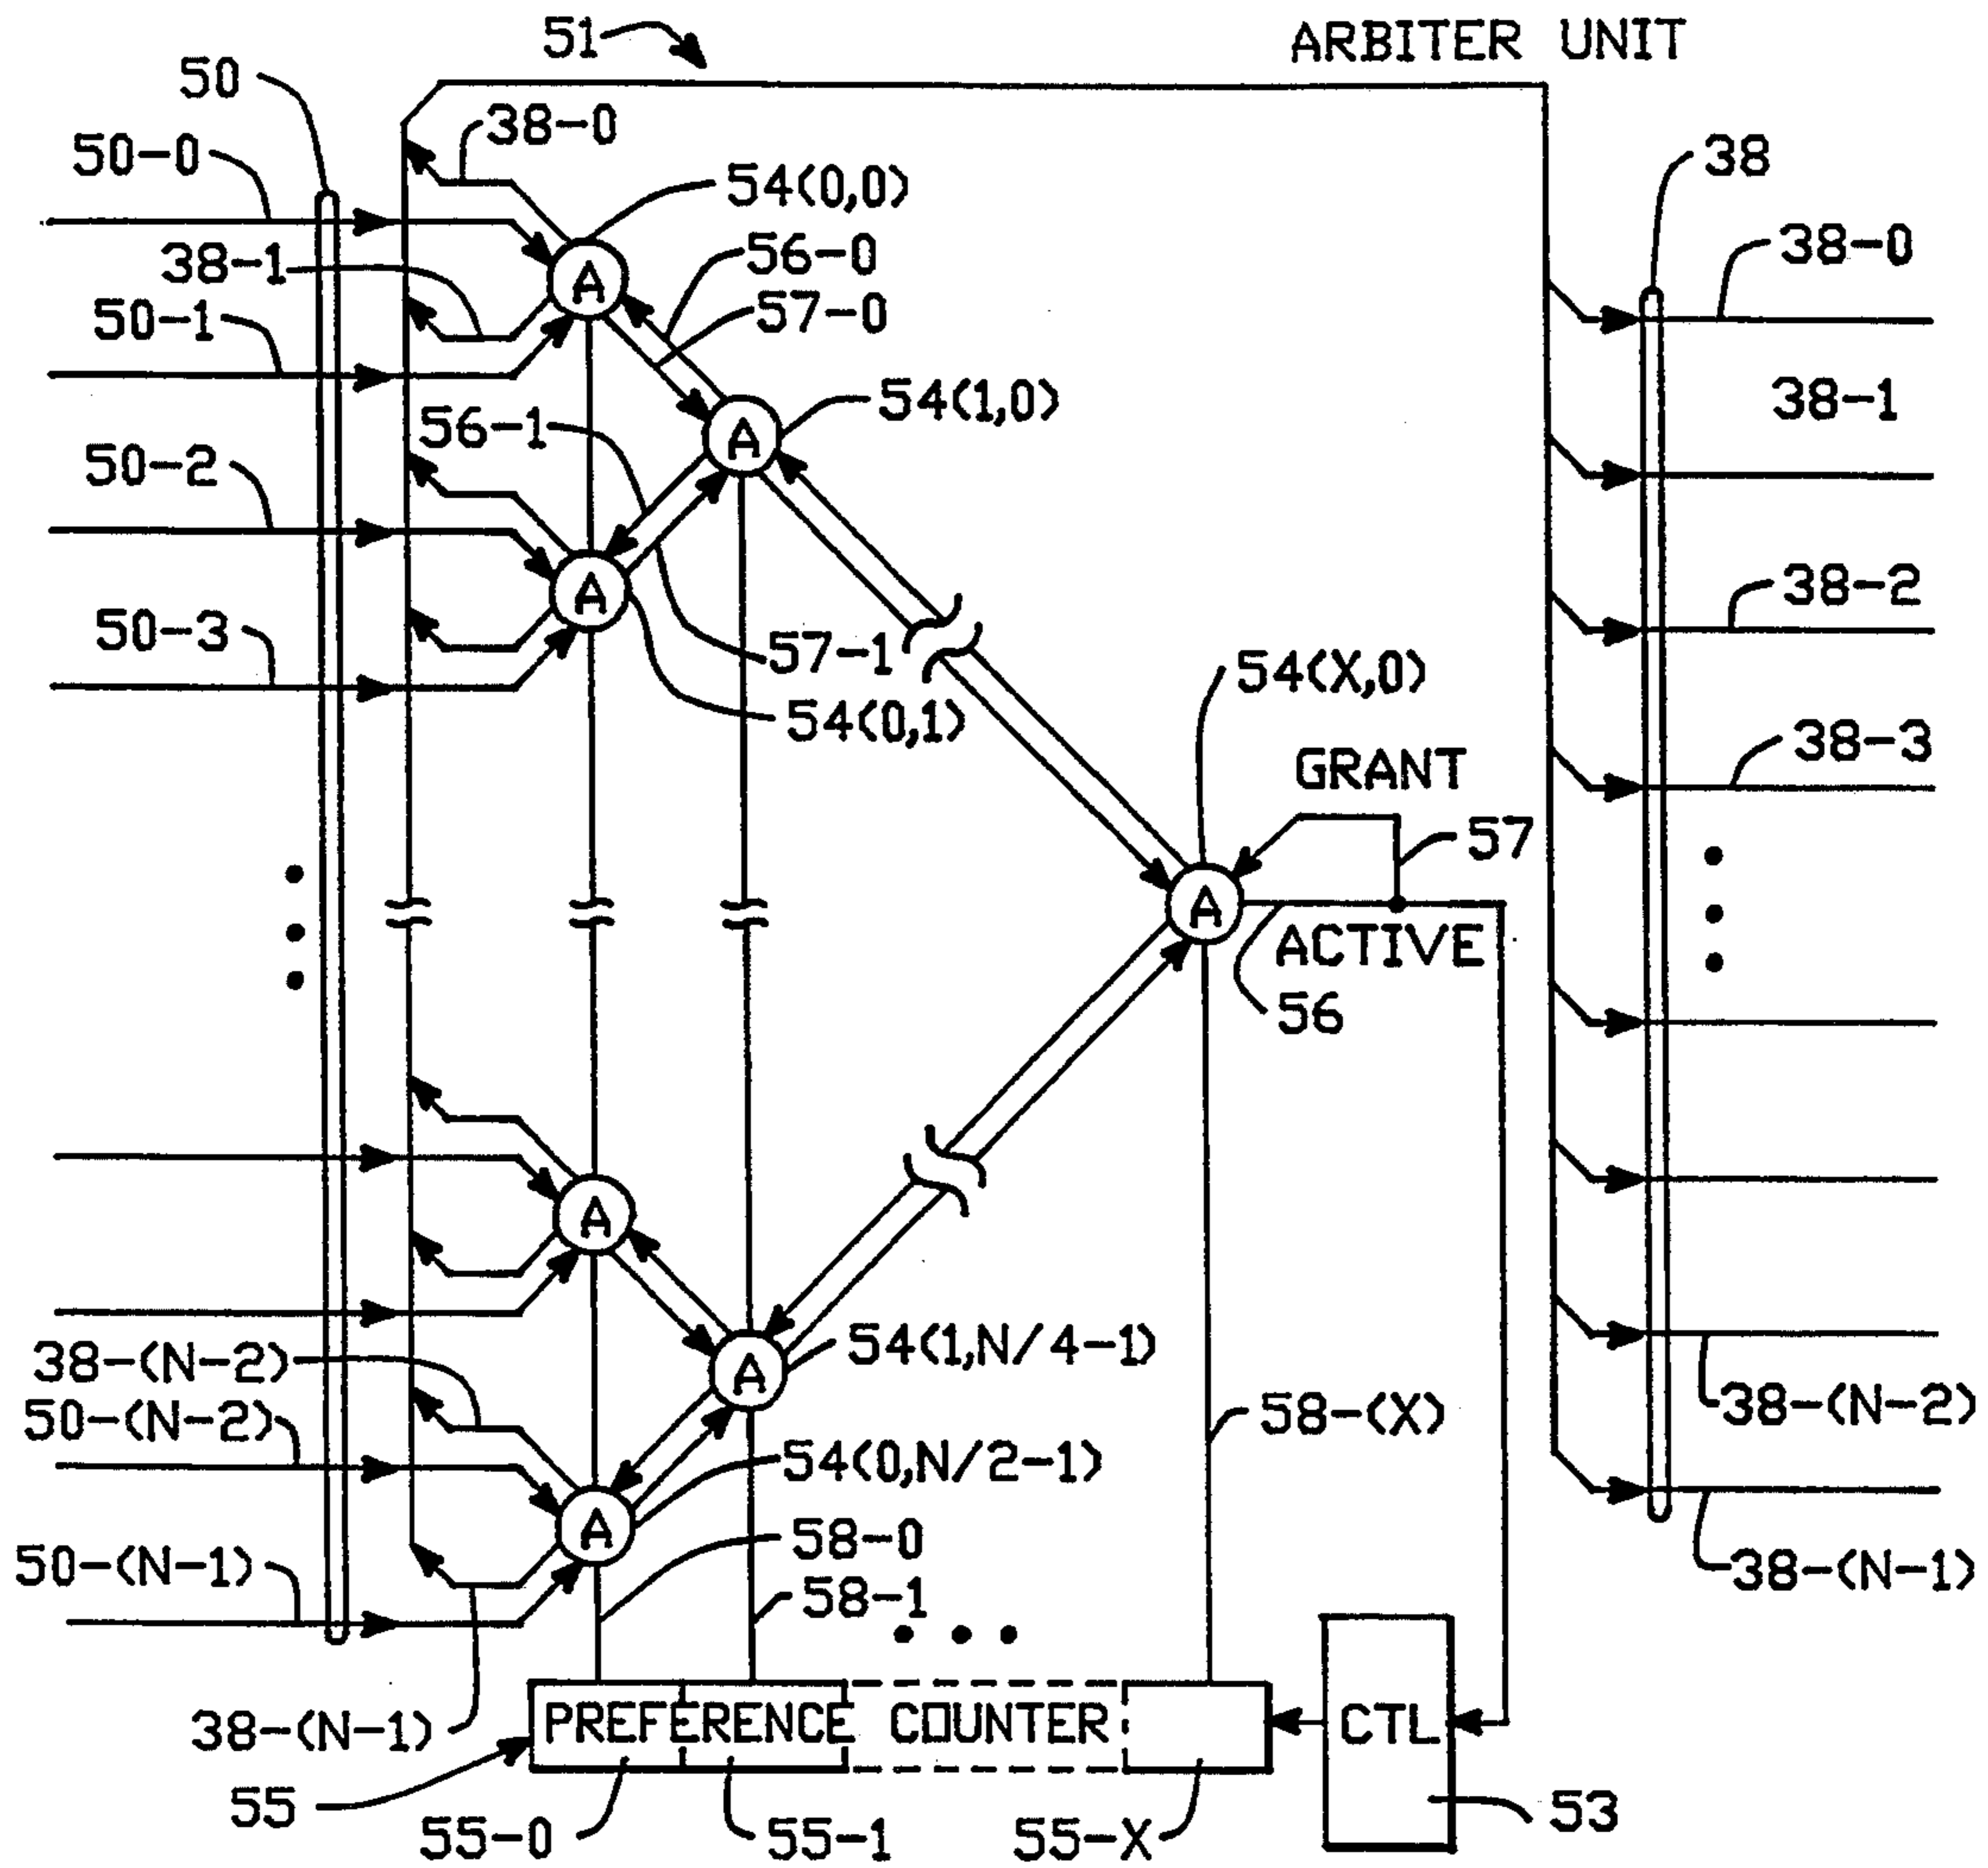 51
ARBITER UNIT
50
38-0
50-0
54(0,0)
38
56-0
38-0
38-1
A
57-0
50-1
54(1,0)
38-1
56-1
A
50-2
38-2
A
50-3
57-1
54(X,0)
54(0,1)
38-3
GRANT
57
A
ACTIVE
56
A
54(1,N/4-1)
38-(N-2)
A
38-(N-2)
50-(N-2)
58-(X)
54(0,N/2-1)
A
58-0
50-(N-1)
38-(N-1)
58-1
38-(N-1)
PREFERENCE COUNTER
CTL
55
55-0
55-1
55-X
53